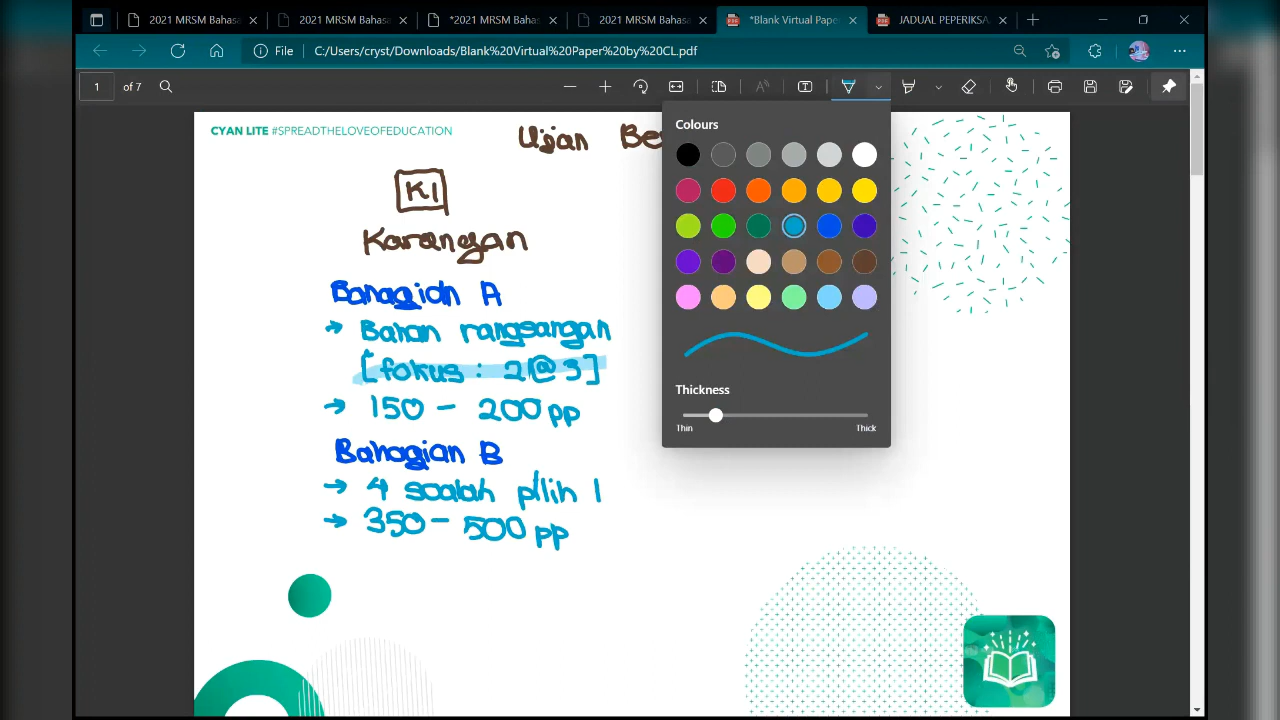 2021 MRSM Bahasa
2021 MRSM Bahasa
*2021 MRSM Bahasa
2021 MRSM Bahasa
*Blank Virtual Pape
JADUAL PEPERIKSA
File
C:/Users/cryst/Downloads/Blank%20Virtual%20Paper%20by%20CL.pdf
1 of 7
CYAN LITE #SPREADTHELOVEOFEDUCATION
Ujian Be
K1
Karangan
Bahagian A
→ Bahan rangsangan
[fokus : 2 @ 3]
→ 150 - 200 pp
Bahagian B
→ 4 soalah pilih 1
→ 350 - 500 pp
Colours
Thickness
Thin
Thick